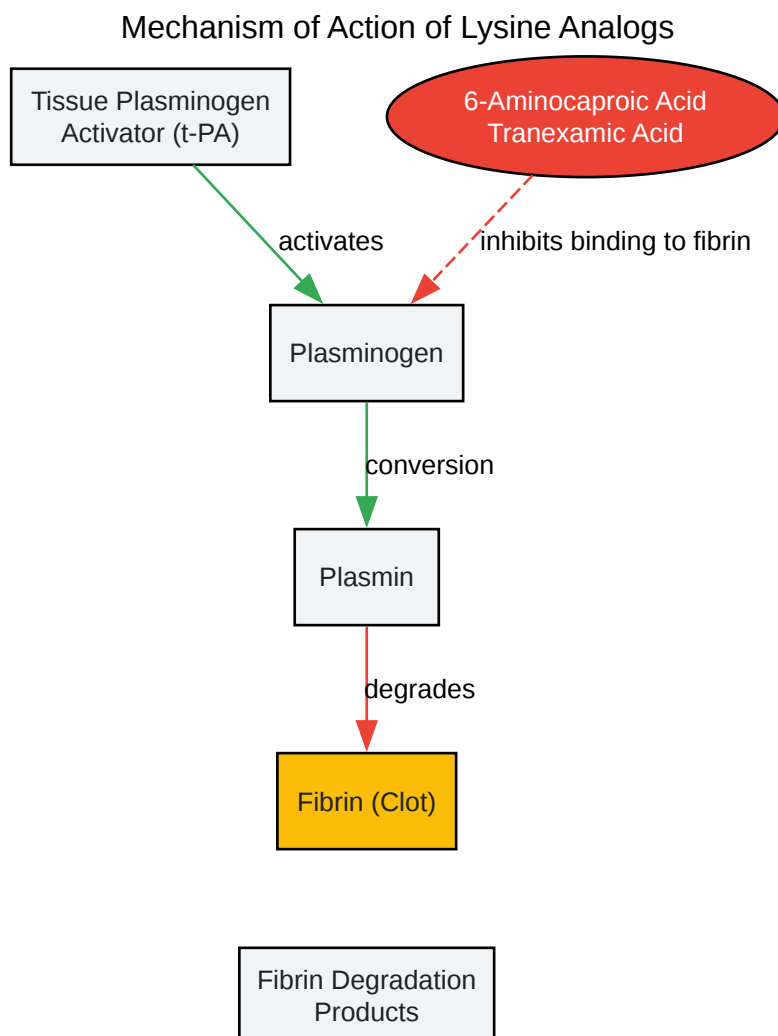 Mechanism of Action of Lysine Analogs
Tissue Plasminogen
Activator (t-PA)
6-Aminocaproic Acid
Tranexamic Acid
activates
inhibits binding to fibrin
Plasminogen
conversion
Plasmin
degrades
Fibrin (Clot)
Fibrin Degradation
Products